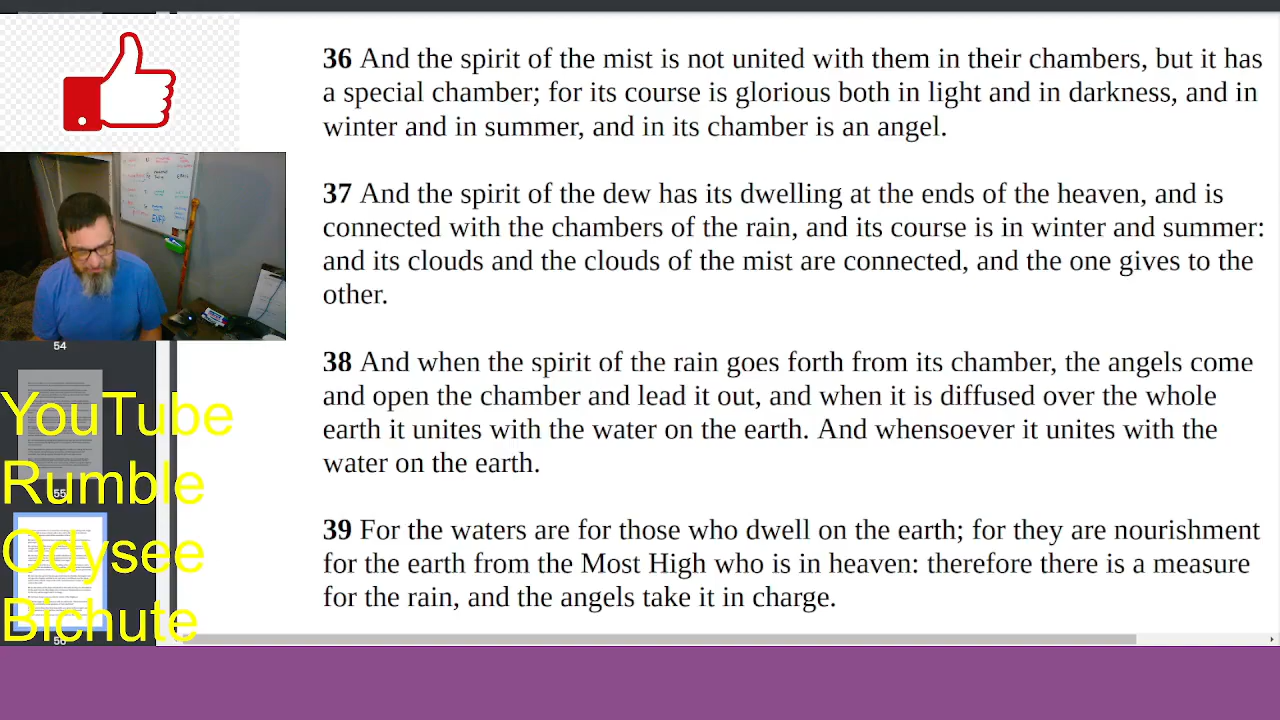 36 And the spirit of the mist is not united with them in their chambers, but it has
a special chamber; for its course is glorious both in light and in darkness, and in
winter and in summer, and in its chamber is an angel.
37 And the spirit of the dew has its dwelling at the ends of the heaven, and is
connected with the chambers of the rain, and its course is in winter and summer:
and its clouds and the clouds of the mist are connected, and the one gives to the
other.
38 And when the spirit of the rain goes forth from its chamber, the angels come
and open the chamber and lead it out, and when it is diffused over the whole
earth it unites with the water on the earth. And whensoever it unites with the
water on the earth.
39 For the waters are for those who dwell on the earth; for they are nourishment
for the earth from the Most High who is in heaven: therefore there is a measure
for the rain, and the angels take it in charge.
54
YouTube
55
Rumble
Odysee
Bichute
56